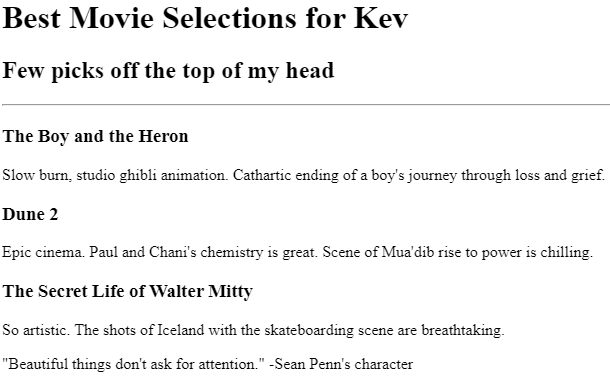 Best Movie Selections for Kev
Few picks off the top of my head
The Boy and the Heron
Slow burn, studio ghibli animation. Cathartic ending of a boy's journey through loss and grief.
Dune 2
Epic cinema. Paul and Chani's chemistry is great. Scene of Mua'dib rise to power is chilling.
The Secret Life of Walter Mitty
So artistic. The shots of Iceland with the skateboarding scene are breathtaking.
"Beautiful things don't ask for attention." -Sean Penn's character